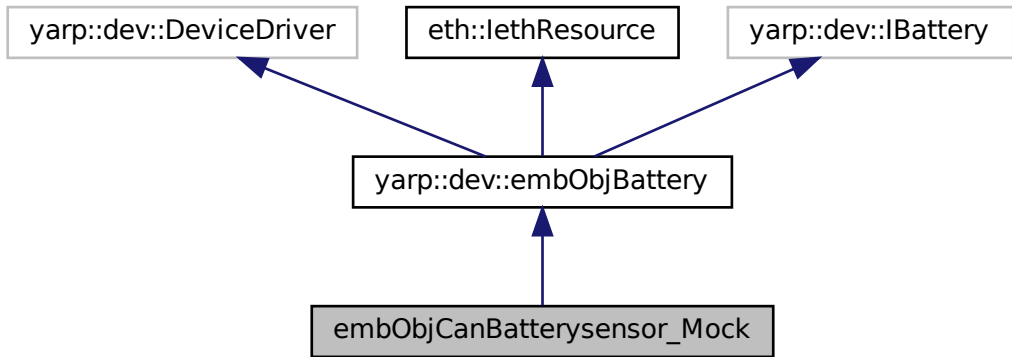 yarp::dev::DeviceDriver
eth::IethResource
yarp::dev::IBattery
yarp::dev::embObjBattery
embObjCanBatterysensor_Mock